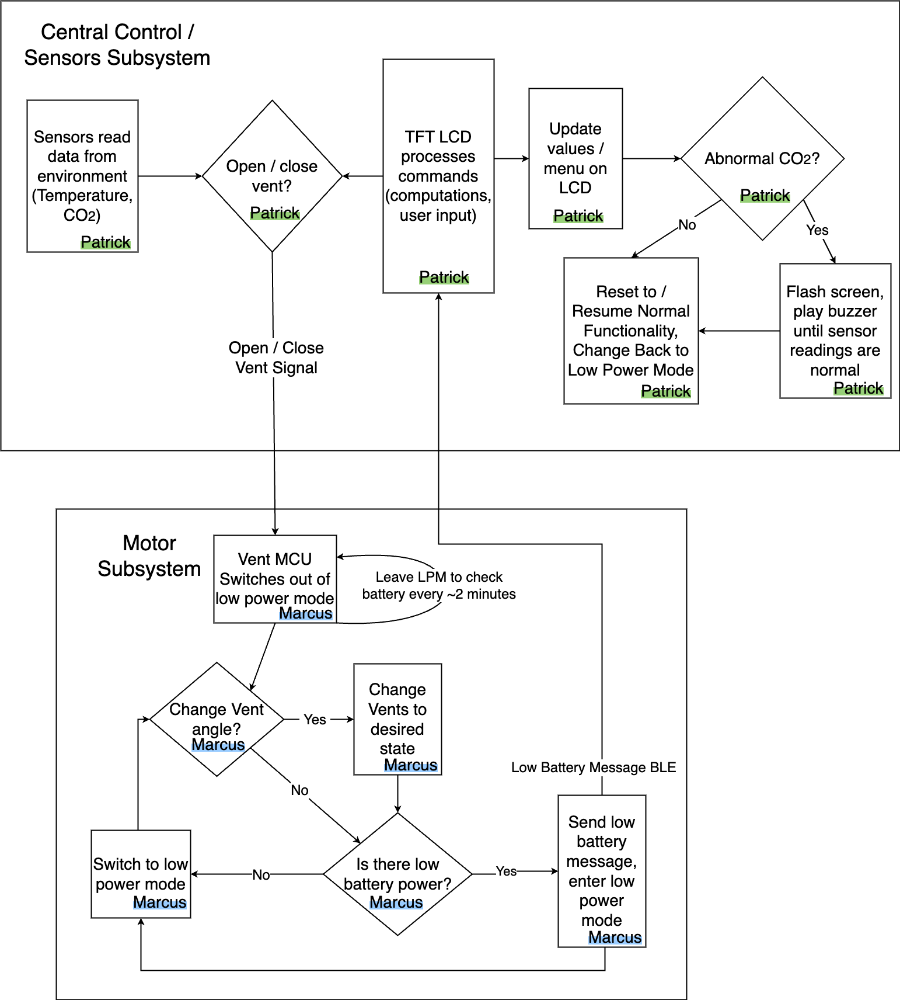 Central Control /
Sensors Subsystem
Sensors read
data from
environment
(Temperature,
CO2)
Patrick
Open / close
vent?
Patrick
TFT LCD
processes
commands
(computations,
user input)
Patrick
Update
values /
menu on
LCD
Patrick
Abnormal CO2?
Patrick
No
Yes
Reset to /
Resume Normal
Functionality,
Change Back to
Low Power Mode
Patrick
Flash screen,
play buzzer
until sensor
readings are
normal
Patrick
Open / Close
Vent Signal
Motor
Subsystem
Vent MCU
Switches out of
low power mode
Marcus
Leave LPM to check
battery every ~2 minutes
Change Vent
angle?
Marcus
Yes
Change
Vents to
desired
state
Marcus
No
Low Battery Message BLE
Switch to low
power mode
Marcus
No
Is there low
battery power?
Marcus
Yes
Send low
battery
message,
enter low
power
mode
Marcus